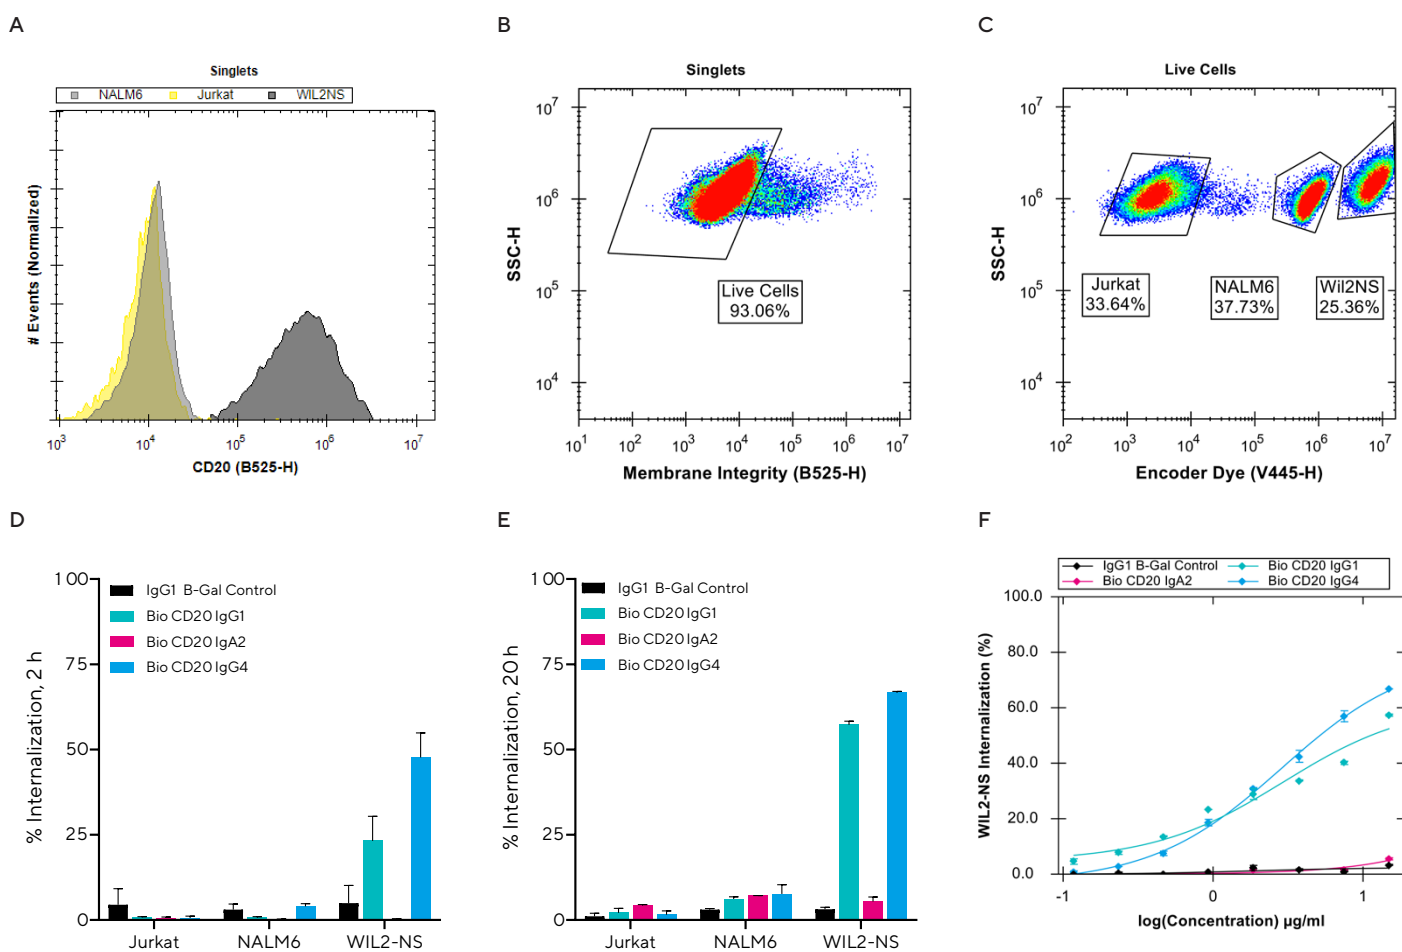 A
Singlets
NALM6 Jurkat WIL2NS
# Events (Normalized)
10^3 10^4 10^5 10^6 10^7
CD20 (B525-H)
B
Singlets
SSC-H
10^7
10^6
10^5
10^4
Live Cells
93.06%
10^1 10^2 10^3 10^4 10^5 10^6 10^7
Membrane Integrity (B525-H)
C
Live Cells
SSC-H
10^7
10^6
10^5
10^4
Jurkat
33.64%
NALM6
37.73%
Wil2NS
25.36%
10^2 10^3 10^4 10^5 10^6 10^7
Encoder Dye (V445-H)
D
% Internalization, 2 h
100
75
50
25
0
IgG1 B-Gal Control
Bio CD20 IgG1
Bio CD20 IgA2
Bio CD20 IgG4
Jurkat NALM6 WIL2-NS
E
% Internalization, 20 h
100
75
50
25
0
IgG1 B-Gal Control
Bio CD20 IgG1
Bio CD20 IgA2
Bio CD20 IgG4
Jurkat NALM6 WIL2-NS
F
IgG1 B-Gal Control Bio CD20 IgG1
Bio CD20 IgA2 Bio CD20 IgG4
WIL2-NS Internalization (%)
100.0
80.0
60.0
40.0
20.0
0.0
-1 0 1
log(Concentration) µg/ml